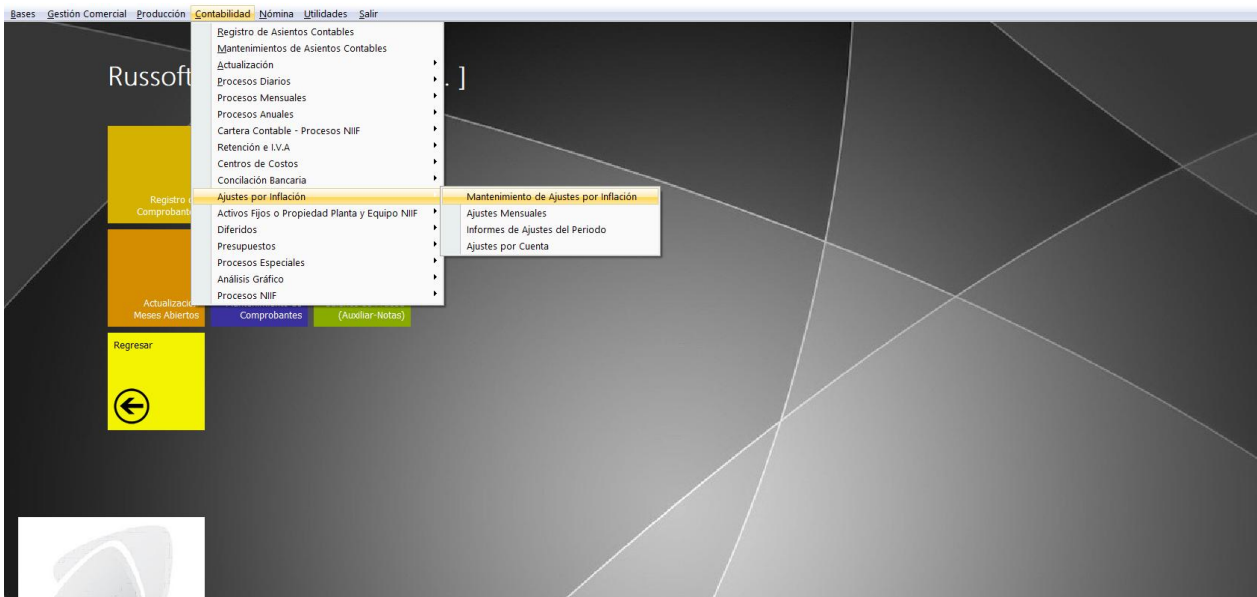 Bases Gestión Comercial Producción Contabilidad Nómina Utilidades Salir
Registro de Asientos Contables
Mantenimientos de Asientos Contables
Actualización
Procesos Diarios
Procesos Mensuales
Procesos Anuales
Cartera Contable - Procesos NIIF
Retención e I.V.A
Centros de Costos
Concilación Bancaria
Ajustes por Inflación
Activos Fijos o Propiedad Planta y Equipo NIIF
Diferidos
Presupuestos
Procesos Especiales
Análisis Gráfico
Procesos NIIF
Mantenimiento de Ajustes por Inflación
Ajustes Mensuales
Informes de Ajustes del Periodo
Ajustes por Cuenta
Russoft . ]
Registro
Meses Abiertos
Comprobantes
(Auxiliar-Notas)
Regresar